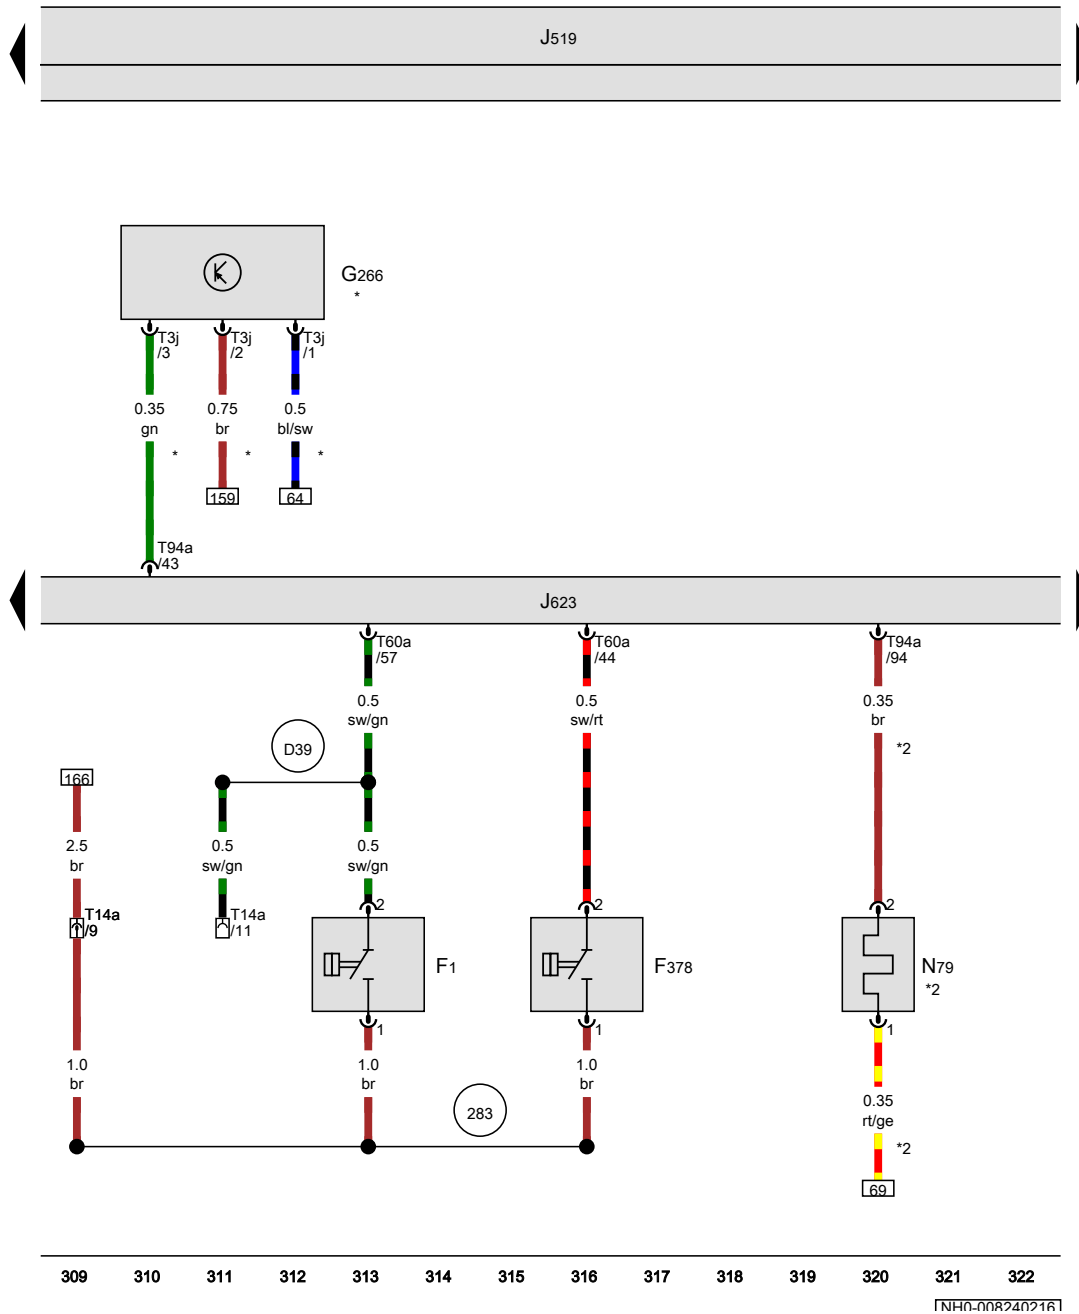 J519
G266
*
T3j
/3
T3j
/2
T3j
/1
0.35
gn
0.75
br
0.5
bl/sw
*
*
*
159
64
T94a
/43
J623
T60a
/57
T60a
/44
T94a
/94
0.5
sw/gn
0.5
sw/rt
0.35
br
*2
D39
166
2.5
br
0.5
sw/gn
0.5
sw/gn
T14a
/9
T14a
/11
2
2
2
F1
F378
N79
*2
1
1
1
1.0
br
1.0
br
1.0
br
283
0.35
rt/ge
*2
69
309 310 311 312 313 314 315 316 317 318 319 320 321 322
NH0-008240216